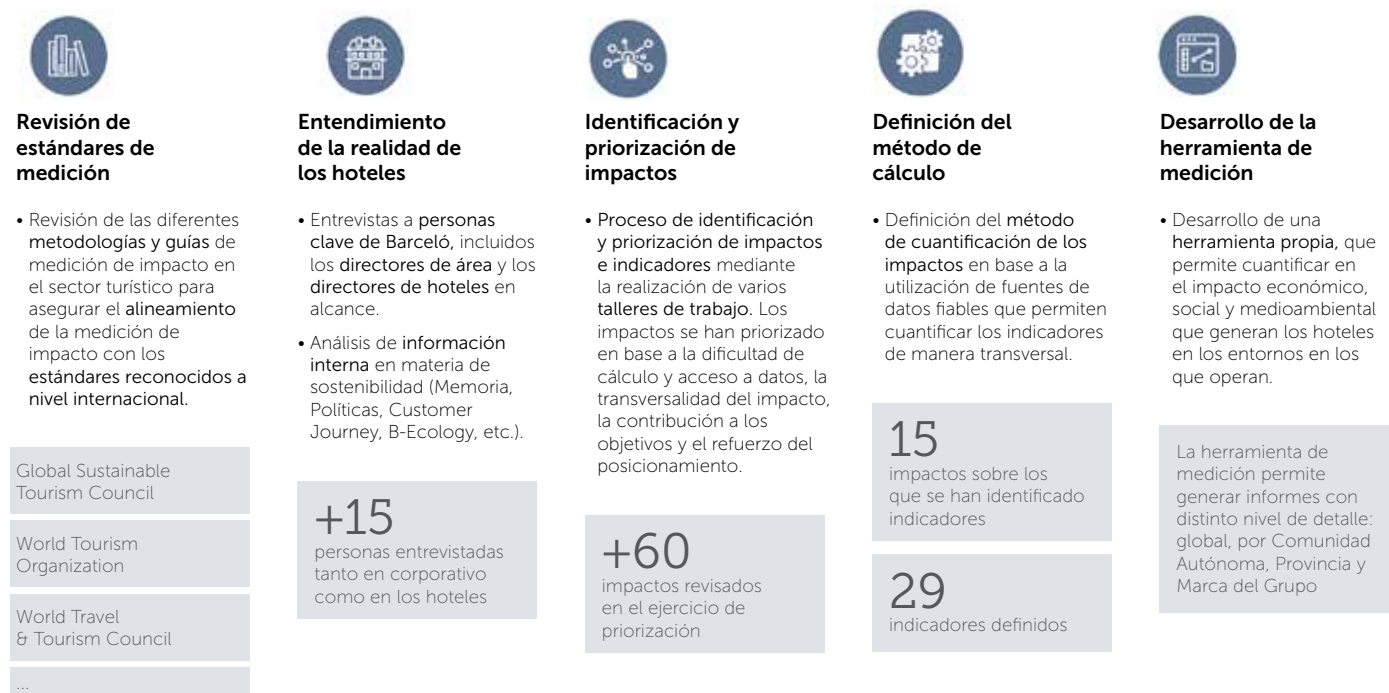 Revisión de
estándares de
medición
• Revisión de las diferentes
metodologías y guías de
medición de impacto en
el sector turístico para
asegurar el alineamiento
de la medición de
impacto con los
estándares reconocidos a
nivel internacional.
Global Sustainable
Tourism Council
World Tourism
Organization
World Travel
& Tourism Council
...
Entendimiento
de la realidad de
los hoteles
• Entrevistas a personas
clave de Barceló, incluidos
los directores de área y los
directores de hoteles en
alcance.
• Análisis de información
interna en materia de
sostenibilidad (Memoria,
Políticas, Customer
Journey, B-Ecology, etc.).
+15
personas entrevistadas
tanto en corporativo
como en los hoteles
Identificación y
priorización de
impactos
• Proceso de identificación
y priorización de impactos
e indicadores mediante
la realización de varios
talleres de trabajo. Los
impactos se han priorizado
en base a la dificultad de
cálculo y acceso a datos, la
transversalidad del impacto,
la contribución a los
objetivos y el refuerzo del
posicionamiento.
+60
impactos revisados
en el ejercicio de
priorización
Definición del
método de
cálculo
• Definición del método
de cuantificación de los
impactos en base a la
utilización de fuentes de
datos fiables que permiten
cuantificar los indicadores
de manera transversal.
15
impactos sobre los
que se han identificado
indicadores
29
indicadores definidos
Desarrollo de la
herramienta de
medición
• Desarrollo de una
herramienta propia, que
permite cuantificar en
el impacto económico,
social y medioambiental
que generan los hoteles
en los entornos en los
que operan.
La herramienta de
medición permite
generar informes con
distinto nivel de detalle:
global, por Comunidad
Autónoma, Provincia y
Marca del Grupo